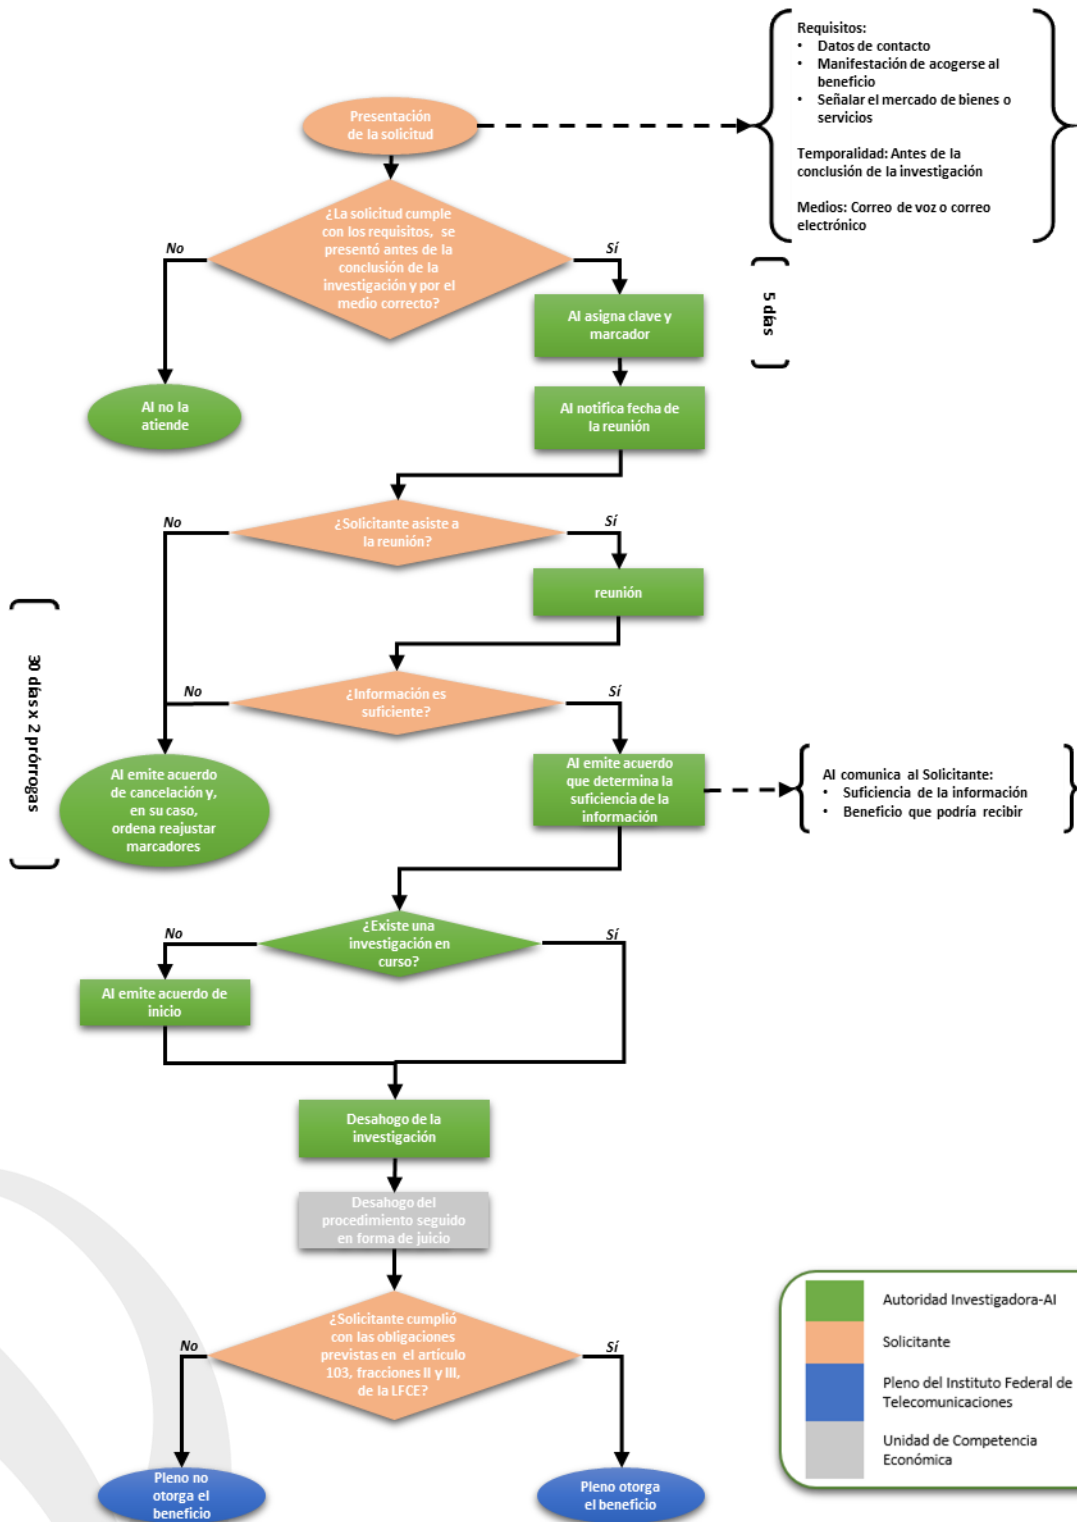 Requisitos:
• Datos de contacto
• Manifestación de acogerse al
beneficio
• Señalar el mercado de bienes o
servicios
Temporalidad: Antes de la
conclusión de la investigación
Medios: Correo de voz o correo
electrónico
Presentación
de la solicitud
¿La solicitud cumple
con los requisitos, se
presentó antes de la
conclusión de la
investigación y por el
medio correcto?
No
Sí
5 días
AI asigna clave y
marcador
AI no la
atiende
AI notifica fecha de
la reunión
¿Solicitante asiste a
la reunión?
No
Sí
reunión
30 días x 2 prórrogas
¿Información es
suficiente?
No
Sí
AI emite acuerdo
de cancelación y,
en su caso,
ordena reajustar
marcadores
AI emite acuerdo
que determina la
suficiencia de la
información
AI comunica al Solicitante:
• Suficiencia de la información
• Beneficio que podría recibir
¿Existe una
investigación en
curso?
No
Sí
AI emite acuerdo de
inicio
Desahogo de la
investigación
Desahogo del
procedimiento seguido
en forma de juicio
¿Solicitante cumplió
con las obligaciones
previstas en el artículo
103, fracciones II y III,
de la LFCE?
No
Sí
Pleno no
otorga el
beneficio
Pleno otorga
el beneficio
Autoridad Investigadora-AI
Solicitante
Pleno del Instituto Federal de
Telecomunicaciones
Unidad de Competencia
Económica